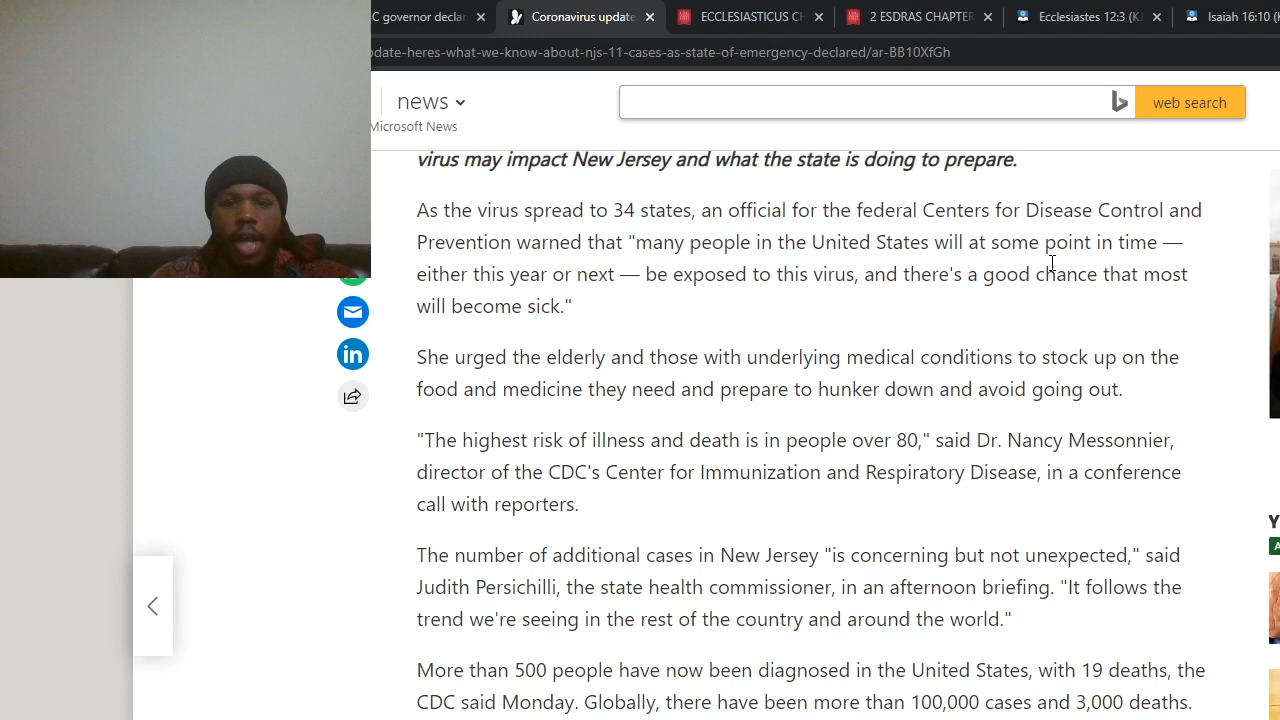 C governor declar
Coronavirus update
ECCLESIASTICUS CH
2 ESDRAS CHAPTER
Ecclesiastes 12:3 (KJ
Isaiah 16:10 (
pdate-heres-what-we-know-about-njs-11-cases-as-state-of-emergency-declared/ar-BB10XfGh
news
web search
Microsoft News
virus may impact New Jersey and what the state is doing to prepare.
As the virus spread to 34 states, an official for the federal Centers for Disease Control and
Prevention warned that "many people in the United States will at some point in time —
either this year or next — be exposed to this virus, and there's a good chance that most
will become sick."
She urged the elderly and those with underlying medical conditions to stock up on the
food and medicine they need and prepare to hunker down and avoid going out.
"The highest risk of illness and death is in people over 80," said Dr. Nancy Messonnier,
director of the CDC's Center for Immunization and Respiratory Disease, in a conference
call with reporters.
The number of additional cases in New Jersey "is concerning but not unexpected," said
Judith Persichilli, the state health commissioner, in an afternoon briefing. "It follows the
trend we're seeing in the rest of the country and around the world."
More than 500 people have now been diagnosed in the United States, with 19 deaths, the
CDC said Monday. Globally, there have been more than 100,000 cases and 3,000 deaths.
in
Y
A